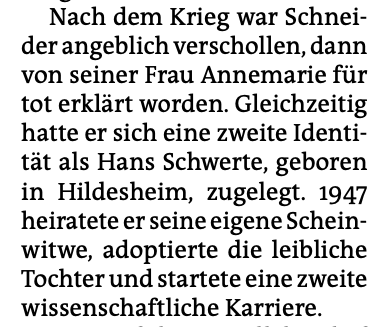 Nach dem Krieg war Schnei-
der angeblich verschollen, dann
von seiner Frau Annemarie für
tot erklärt worden. Gleichzeitig
hatte er sich eine zweite Identi-
tät als Hans Schwerte, geboren
in Hildesheim, zugelegt. 1947
heiratete er seine eigene Schein-
witwe, adoptierte die leibliche
Tochter und startete eine zweite
wissenschaftliche Karriere.